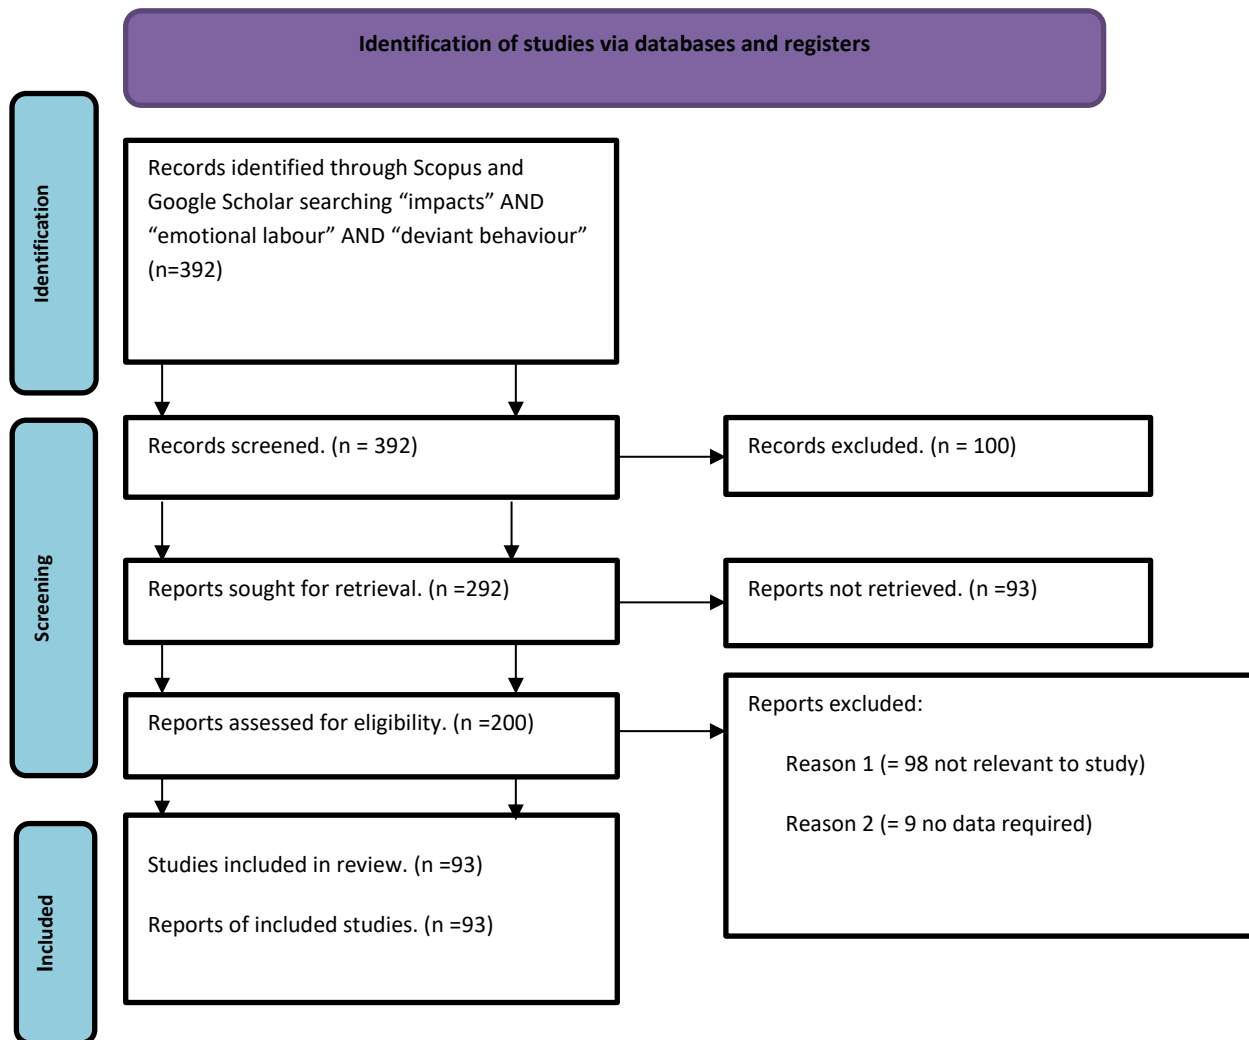 Identification of studies via databases and registers
Identification
Records identified through Scopus and
Google Scholar searching “impacts” AND
“emotional labour” AND “deviant behaviour”
(n=392)
Screening
Records screened. (n = 392)
Records excluded. (n = 100)
Reports sought for retrieval. (n =292)
Reports not retrieved. (n =93)
Reports assessed for eligibility. (n =200)
Reports excluded:
Reason 1 (= 98 not relevant to study)
Reason 2 (= 9 no data required)
Included
Studies included in review. (n =93)
Reports of included studies. (n =93)